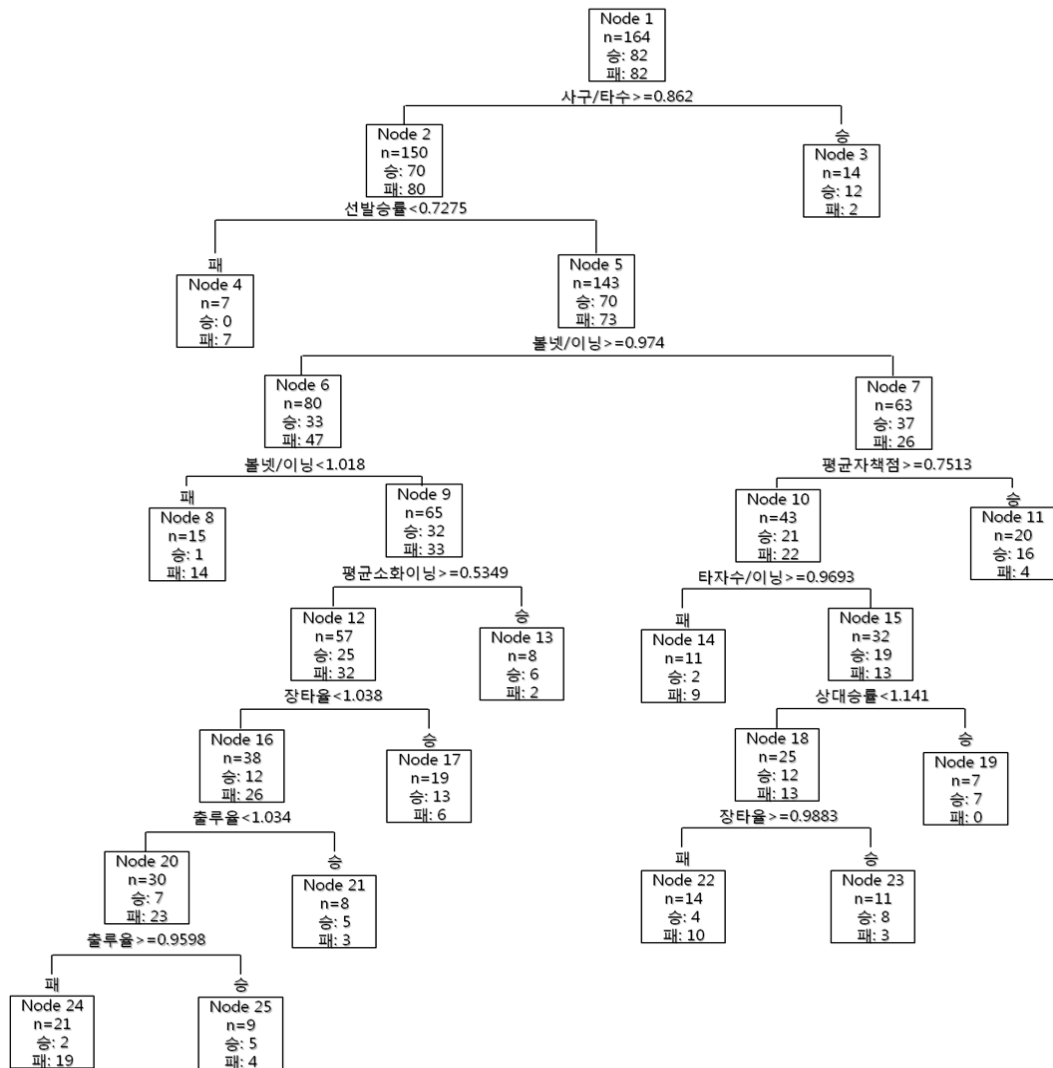 Node 1
n=164
승: 82
패: 82
사구/타수>=0.862
Node 2
n=150
승: 70
패: 80
승
Node 3
n=14
승: 12
패: 2
선발승률<0.7275
패
Node 4
n=7
승: 0
패: 7
Node 5
n=143
승: 70
패: 73
볼넷/이닝>=0.974
Node 6
n=80
승: 33
패: 47
Node 7
n=63
승: 37
패: 26
볼넷/이닝<1.018
평균자책점>=0.7513
패
Node 8
n=15
승: 1
패: 14
Node 9
n=65
승: 32
패: 33
Node 10
n=43
승: 21
패: 22
승
Node 11
n=20
승: 16
패: 4
평균소화이닝>=0.5349
타자수/이닝>=0.9693
Node 12
n=57
승: 25
패: 32
승
Node 13
n=8
승: 6
패: 2
패
Node 14
n=11
승: 2
패: 9
Node 15
n=32
승: 19
패: 13
장타율<1.038
상대승률<1.141
Node 16
n=38
승: 12
패: 26
승
Node 17
n=19
승: 13
패: 6
Node 18
n=25
승: 12
패: 13
승
Node 19
n=7
승: 7
패: 0
출루율<1.034
장타율>=0.9883
Node 20
n=30
승: 7
패: 23
승
Node 21
n=8
승: 5
패: 3
패
Node 22
n=14
승: 4
패: 10
승
Node 23
n=11
승: 8
패: 3
출루율>=0.9598
패
Node 24
n=21
승: 2
패: 19
승
Node 25
n=9
승: 5
패: 4